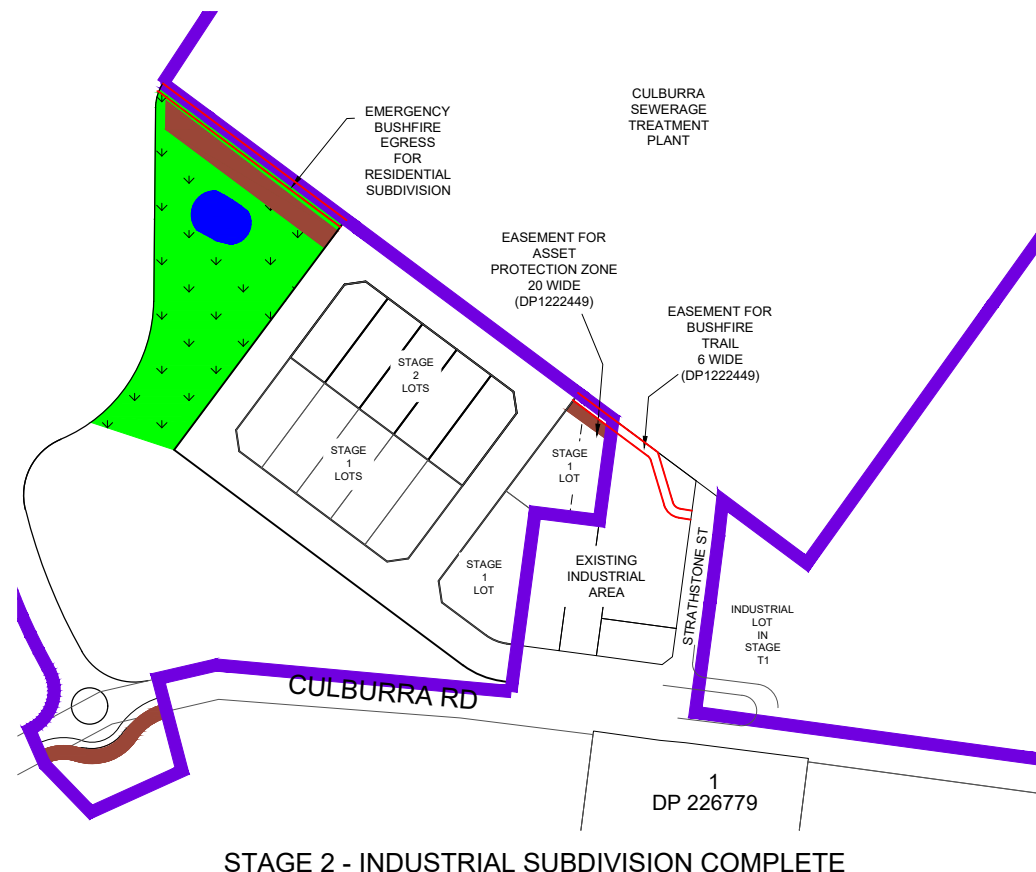 CULBURRA
SEWERAGE
TREATMENT
PLANT
EMERGENCY
BUSHFIRE
EGRESS
FOR
RESIDENTIAL
SUBDIVISION
EASEMENT FOR
ASSET
PROTECTION ZONE
20 WIDE
(DP1222449)
EASEMENT FOR
BUSHFIRE
TRAIL
6 WIDE
(DP1222449)
STAGE
2
LOTS
STAGE
1
LOTS
STAGE
1
LOT
STAGE
1
LOT
EXISTING
INDUSTRIAL
AREA
STRATHSTONE ST
INDUSTRIAL
LOT
IN
STAGE
T1
CULBURRA RD
1
DP 226779
STAGE 2 - INDUSTRIAL SUBDIVISION COMPLETE